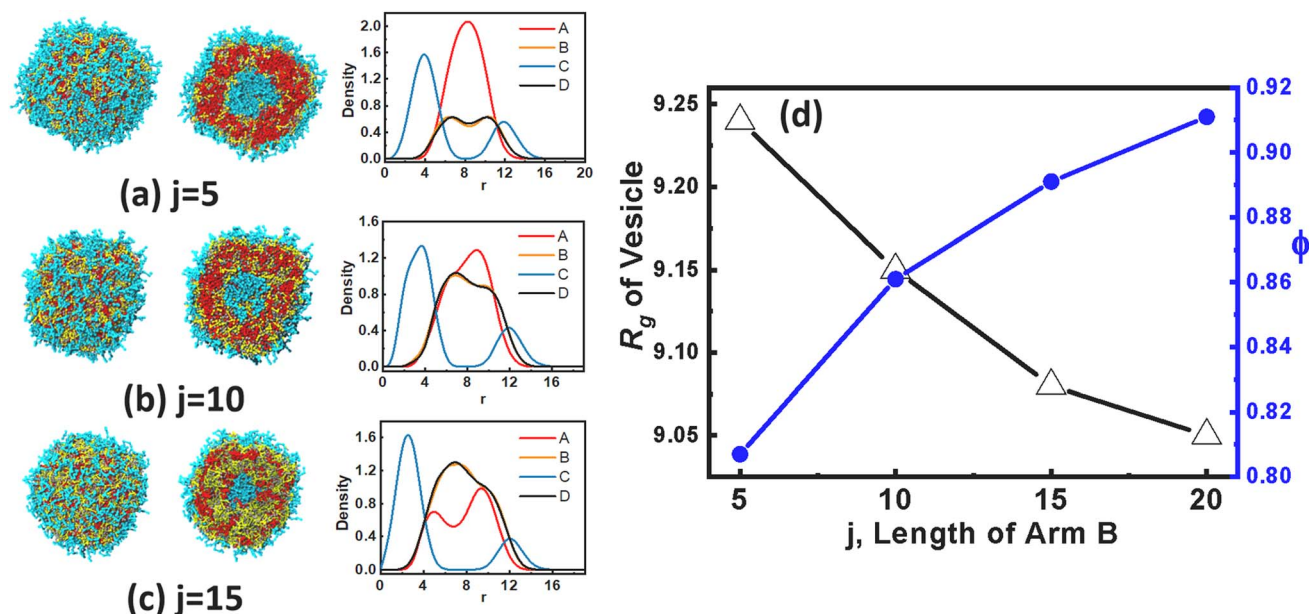 2.0
1.6
1.2
0.8
0.4
0.0
Density
0 4 8 12 16 20
r
A
B
C
D
(a) j=5
1.6
1.2
0.8
0.4
0.0
Density
0 4 8 12 16
r
A
B
C
D
(b) j=10
1.6
1.2
0.8
0.4
0.0
Density
0 4 8 12 16
r
A
B
C
D
(c) j=15
(d)
9.25
9.20
9.15
9.10
9.05
Rg of Vesicle
5 10 15 20
j, Length of Arm B
0.92
0.90
0.88
0.86
0.84
0.82
0.80
ϕ